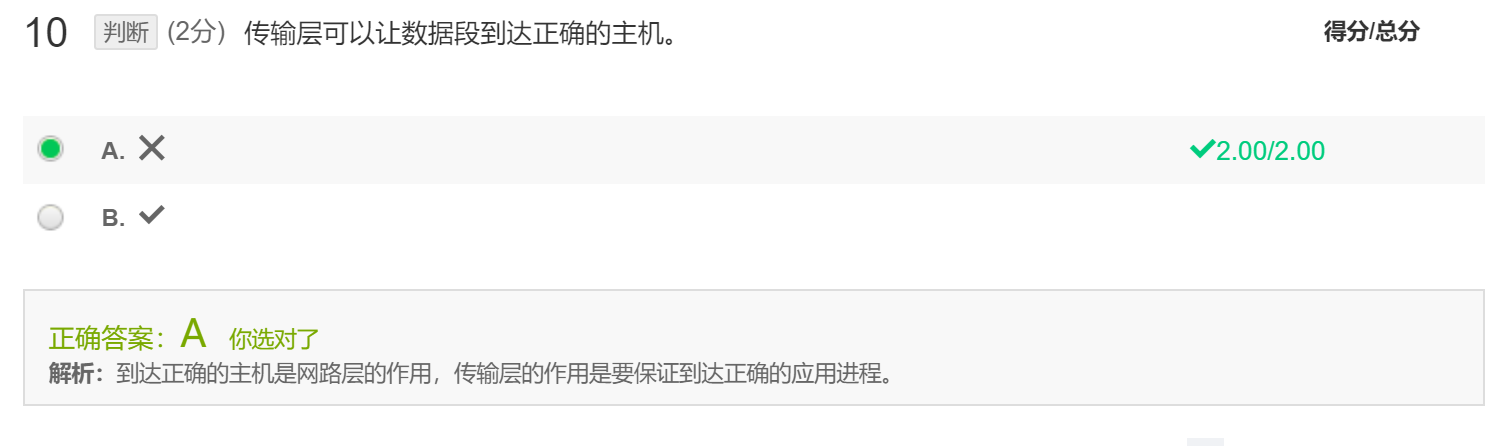 10 判断 (2分) 传输层可以让数据段到达正确的主机。 得分/总分
A. ✕ ✔2.00/2.00
B. ✔
正确答案：A 你选对了
解析：到达正确的主机是网路层的作用，传输层的作用是要保证到达正确的应用进程。